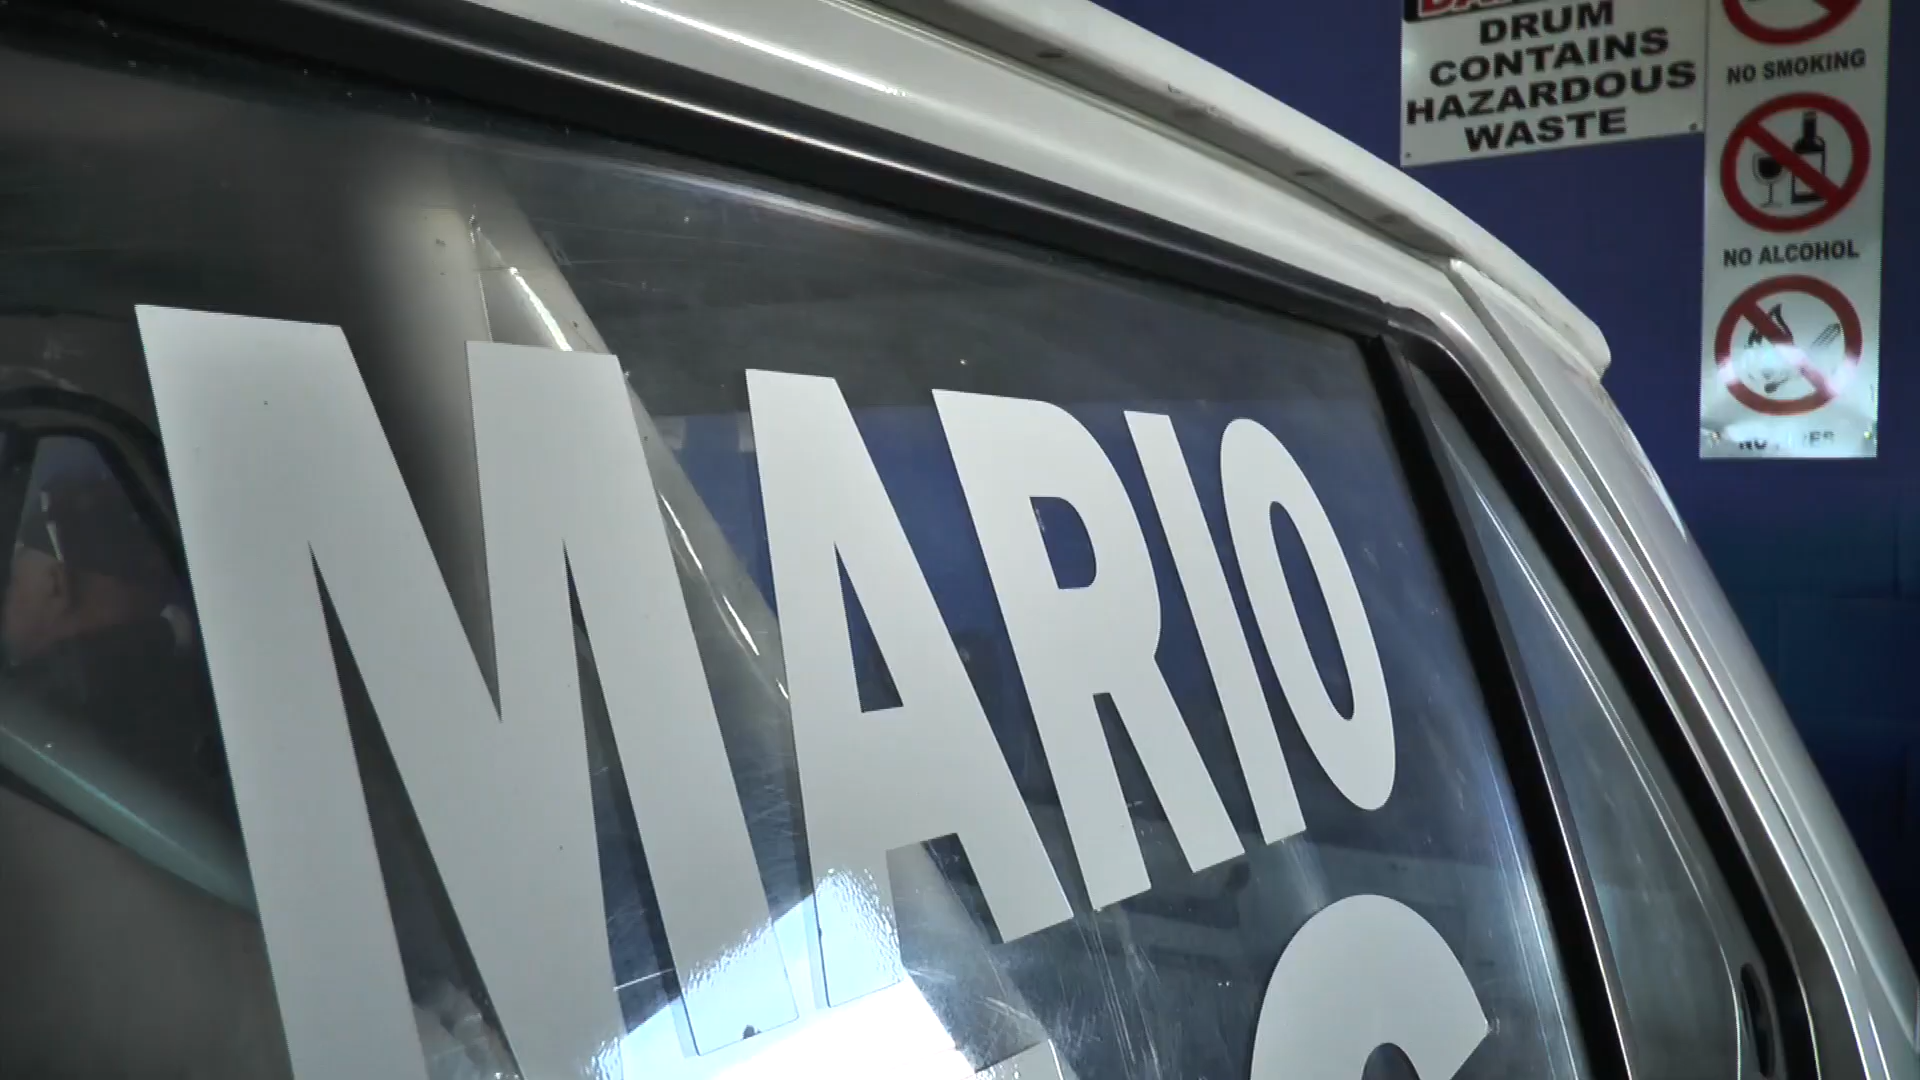 DRUM
CONTAINS
HAZARDOUS
WASTE
NO SMOKING
NO ALCOHOL
MARIO